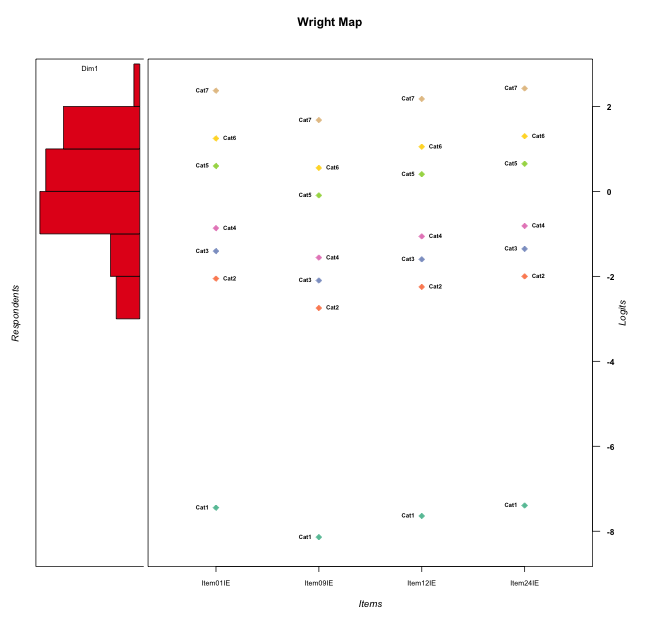 Wright Map
Dim1
Cat7
Cat7
Cat7
Cat7
Cat6
Cat6
Cat6
Cat6
Cat5
Cat5
Cat5
Cat5
Cat4
Cat4
Cat4
Cat4
Cat3
Cat3
Cat3
Cat3
Cat2
Cat2
Cat2
Cat2
Cat1
Cat1
Cat1
Cat1
2
0
-2
-4
-6
-8
Respondents
Logits
Item01IE Item09IE Item12IE Item24IE
Items